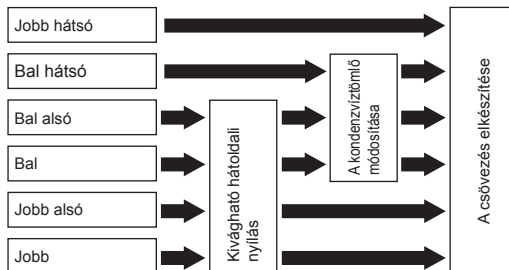 Jobb hátsó
Bal hátsó
Bal alsó
Bal
Jobb alsó
Jobb
Kivágható hátoldali
nyílás
A kondenzvíztömlő
módosítása
A csövezés elkészítése